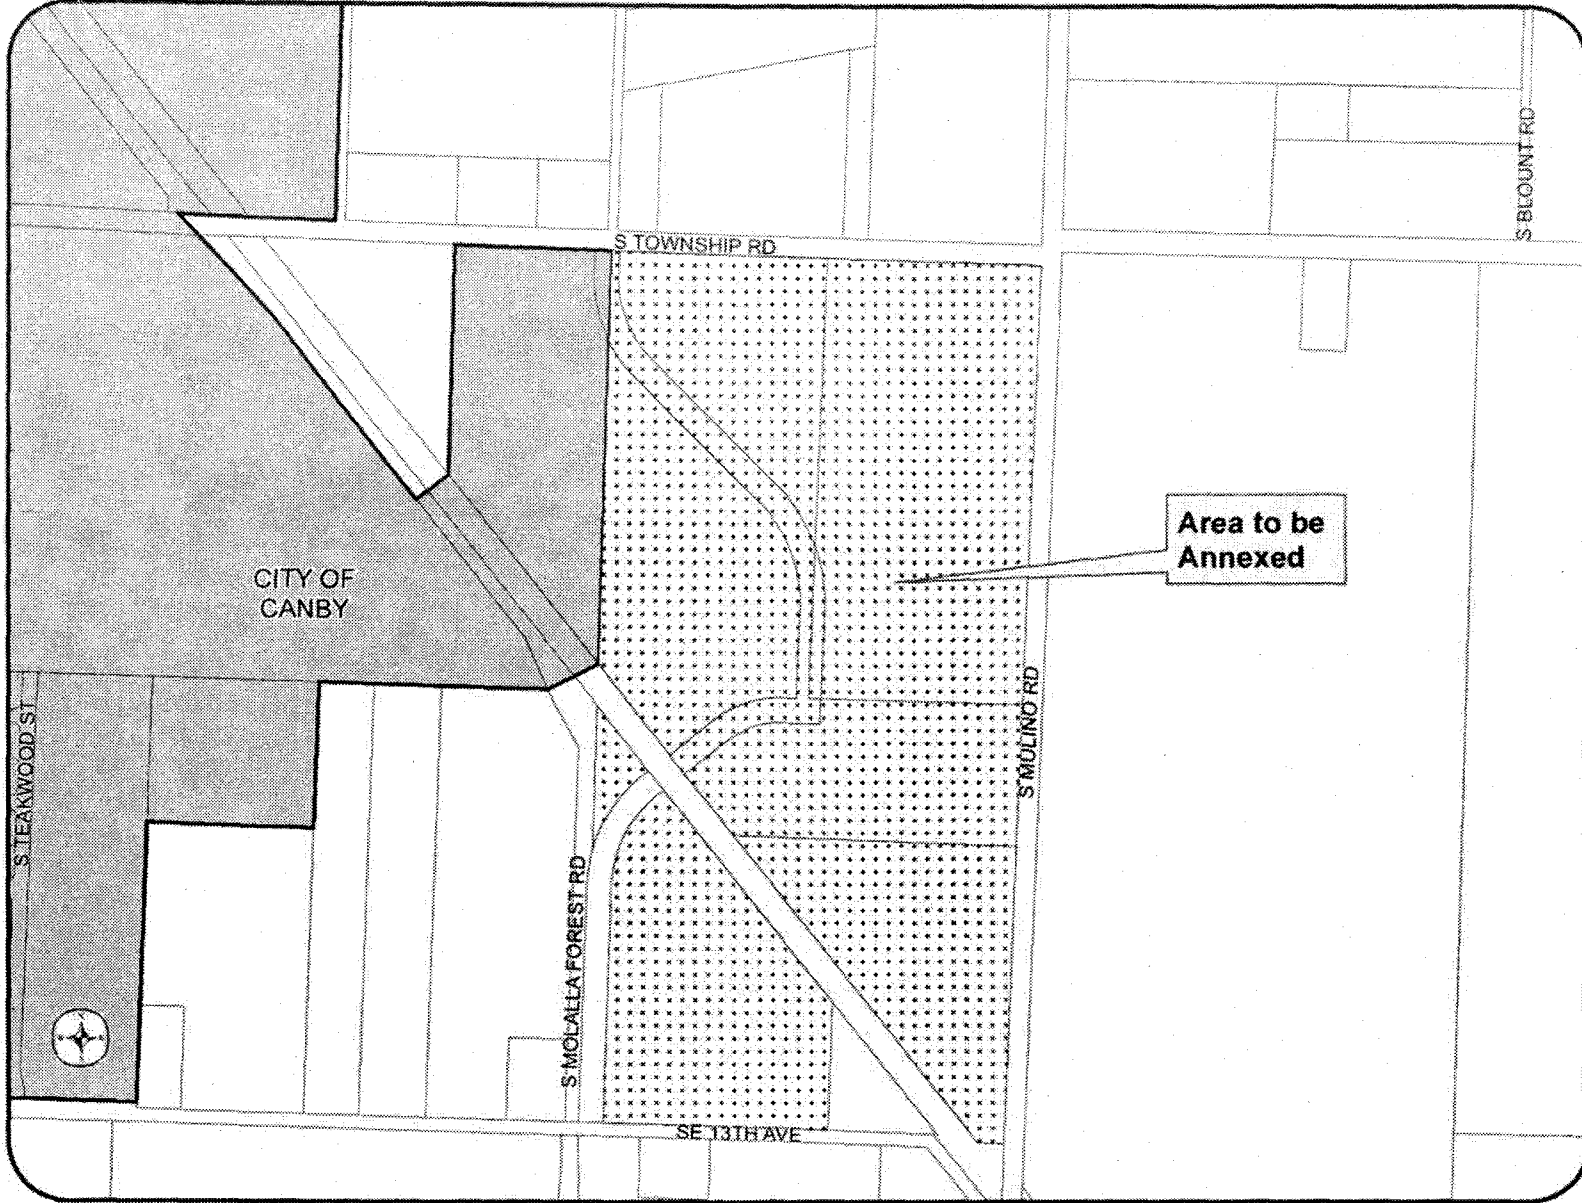 S BLOUNT RD
S TOWNSHIP RD
Area to be
Annexed
CITY OF
CANBY
S MULINO RD
S TEAKWOOD ST
S MOLALLA FOREST RD
SE 13TH AVE